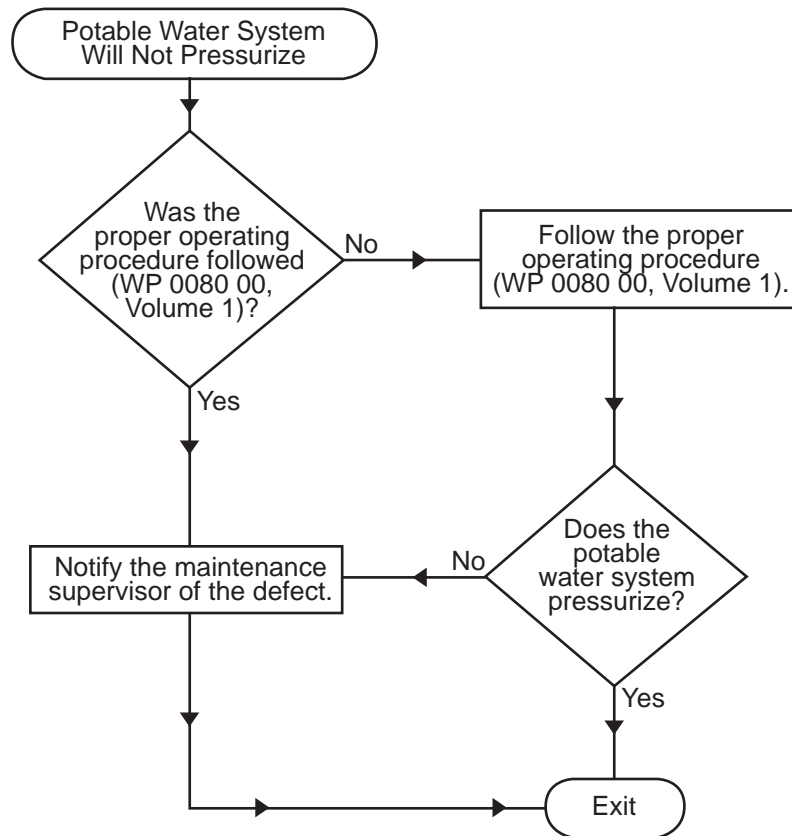 Potable Water System
Will Not Pressurize
Was the
proper operating
procedure followed
(WP 0080 00,
Volume 1)?
No
Follow the proper
operating procedure
(WP 0080 00, Volume 1).
Yes
Does the
potable
water system
pressurize?
No
Notify the maintenance
supervisor of the defect.
Yes
Exit